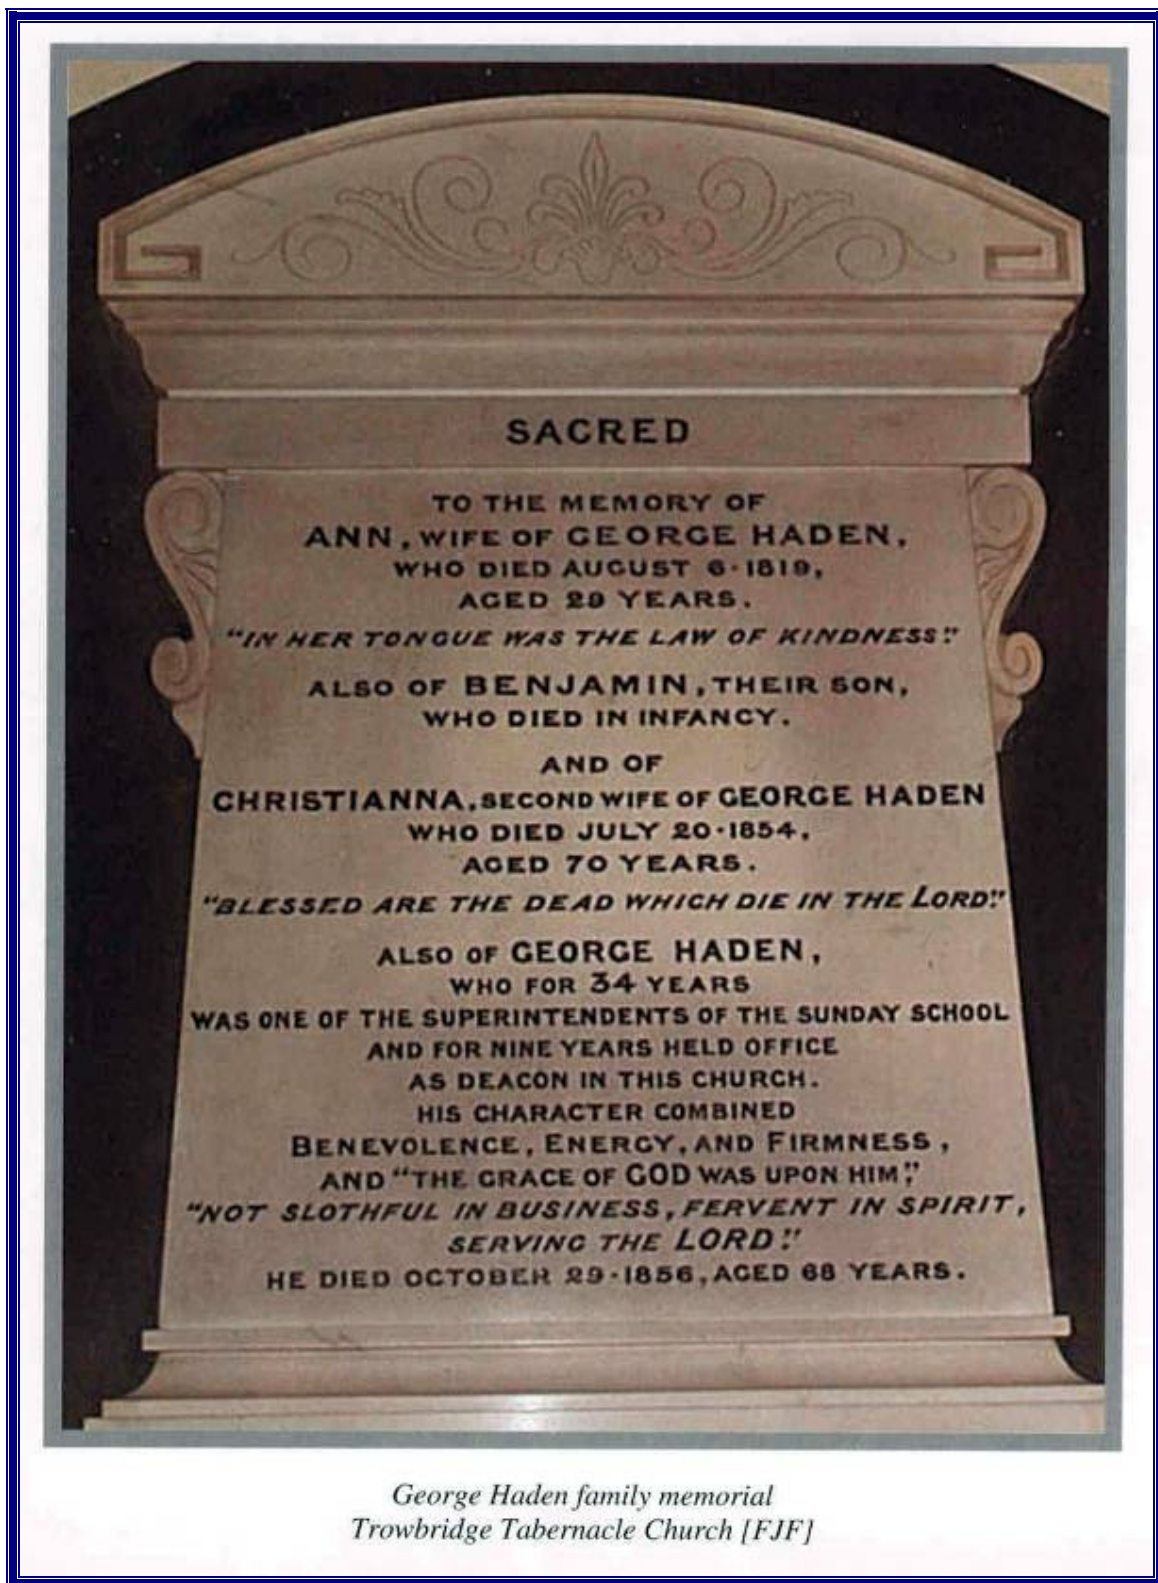 SACRED
TO THE MEMORY OF
ANN, WIFE OF GEORGE HADEN,
WHO DIED AUGUST 6·1819,
AGED 29 YEARS.
"IN HER TONGUE WAS THE LAW OF KINDNESS."
ALSO OF BENJAMIN, THEIR SON,
WHO DIED IN INFANCY.
AND OF
CHRISTIANNA, SECOND WIFE OF GEORGE HADEN
WHO DIED JULY 20·1854,
AGED 70 YEARS.
"BLESSED ARE THE DEAD WHICH DIE IN THE LORD."
ALSO OF GEORGE HADEN,
WHO FOR 34 YEARS
WAS ONE OF THE SUPERINTENDENTS OF THE SUNDAY SCHOOL
AND FOR NINE YEARS HELD OFFICE
AS DEACON IN THIS CHURCH.
HIS CHARACTER COMBINED
BENEVOLENCE, ENERGY, AND FIRMNESS,
AND "THE GRACE OF GOD WAS UPON HIM,"
"NOT SLOTHFUL IN BUSINESS, FERVENT IN SPIRIT,
SERVING THE LORD."
HE DIED OCTOBER 29·1856, AGED 68 YEARS.
George Haden family memorial
Trowbridge Tabernacle Church [FJF]